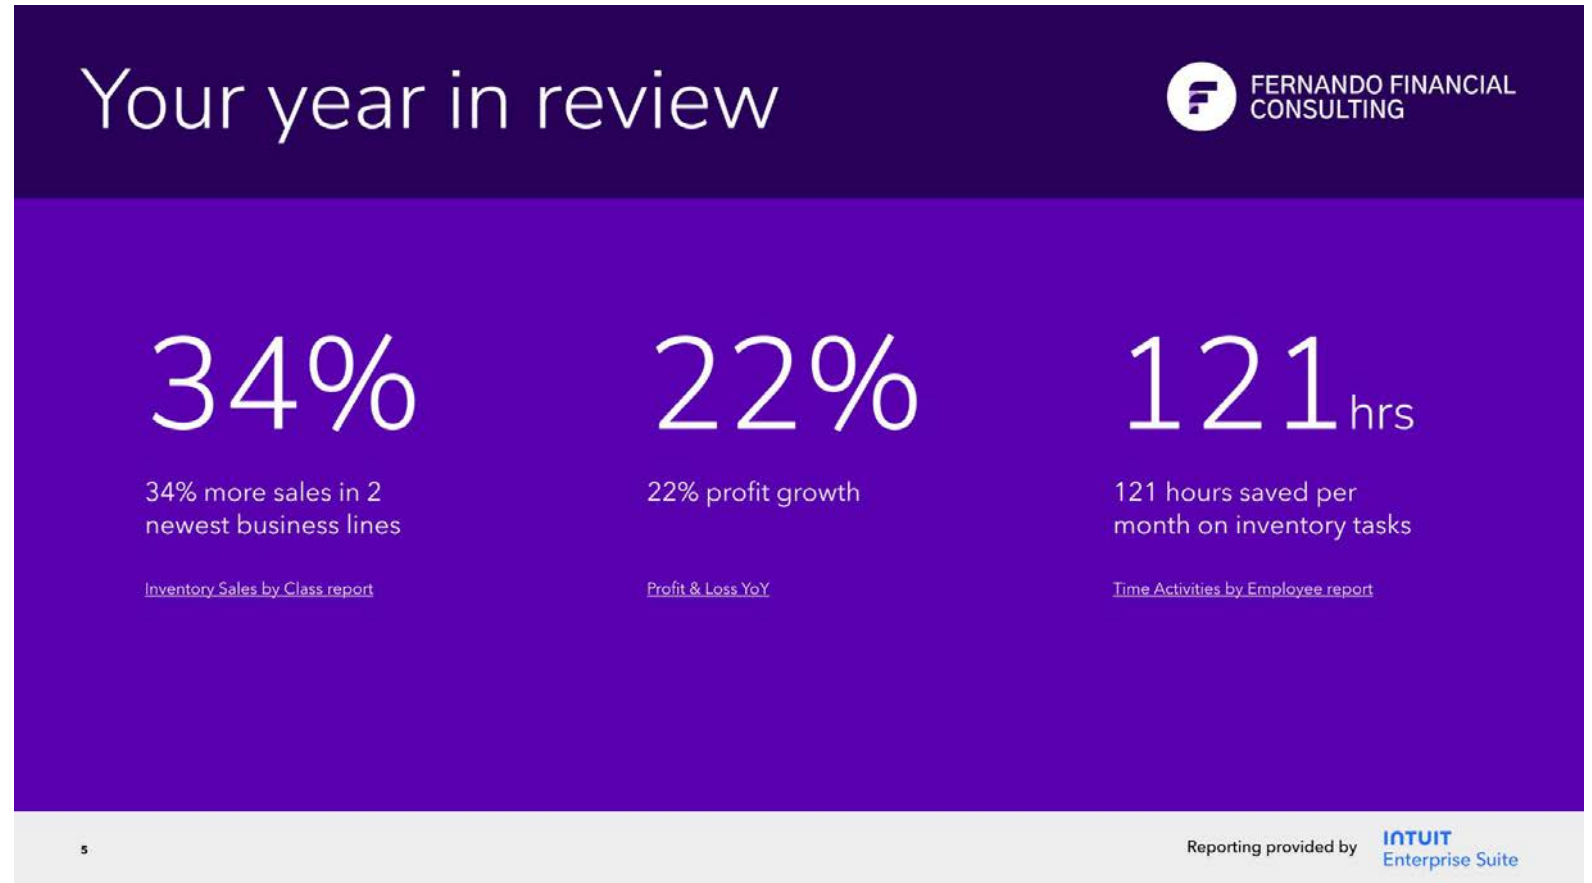 Your year in review
FERNANDO FINANCIAL
CONSULTING
34%
34% more sales in 2
newest business lines
Inventory Sales by Class report
22%
22% profit growth
Profit & Loss YoY
121 hrs
121 hours saved per
month on inventory tasks
Time Activities by Employee report
5
Reporting provided by
INTUIT
Enterprise Suite